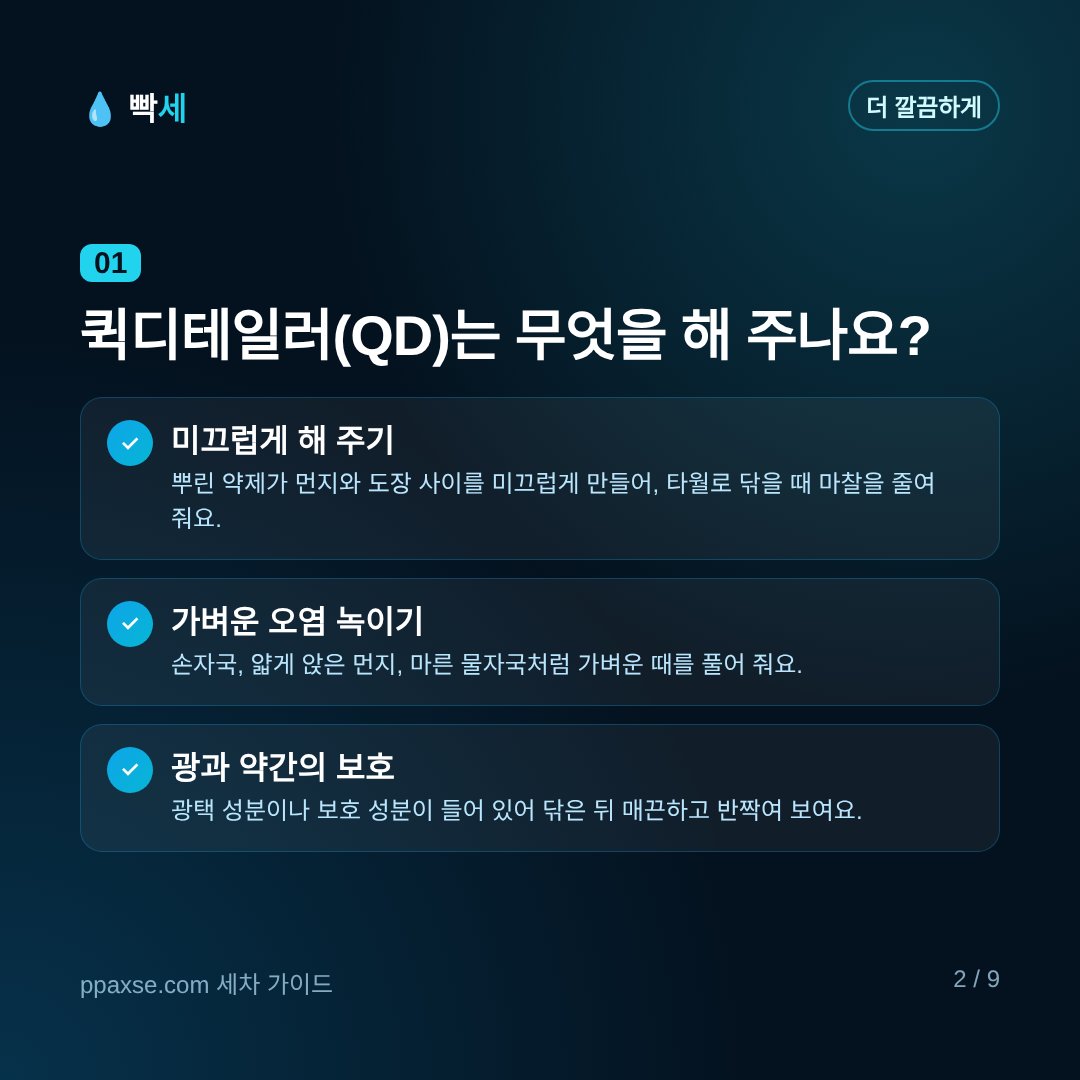 빡세
더 깔끔하게
01
퀵디테일러(QD)는 무엇을 해 주나요?
미끄럽게 해 주기
뿌린 약제가 먼지와 도장 사이를 미끄럽게 만들어, 타월로 닦을 때 마찰을 줄여
줘요.
가벼운 오염 녹이기
손자국, 얇게 앉은 먼지, 마른 물자국처럼 가벼운 때를 풀어 줘요.
광과 약간의 보호
광택 성분이나 보호 성분이 들어 있어 닦은 뒤 매끈하고 반짝여 보여요.
ppaxse.com 세차 가이드
2 / 9